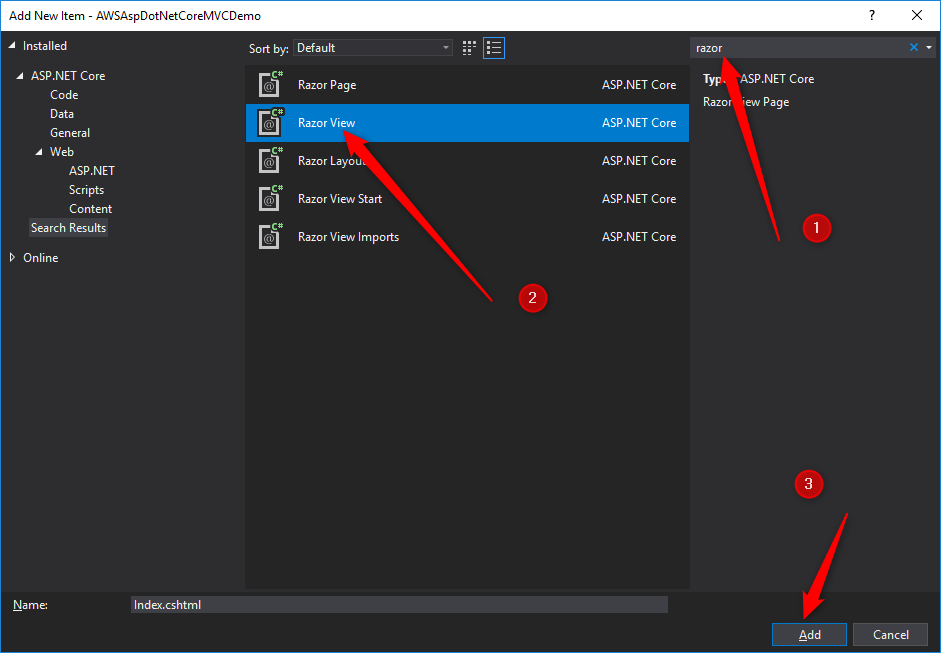 Add New Item - AWSAspDotNetCoreMVCDemo
?
Installed
ASP.NET Core
Code
Data
General
Web
ASP.NET
Scripts
Content
Search Results
Online
Sort by: Default
C# Razor Page ASP.NET Core
C# Razor View ASP.NET Core
C# Razor Layout ASP.NET Core
C# Razor View Start ASP.NET Core
C# Razor View Imports ASP.NET Core
razor
ASP.NET Core
Razor View Page
1
2
3
Name: Index.cshtml
Add Cancel